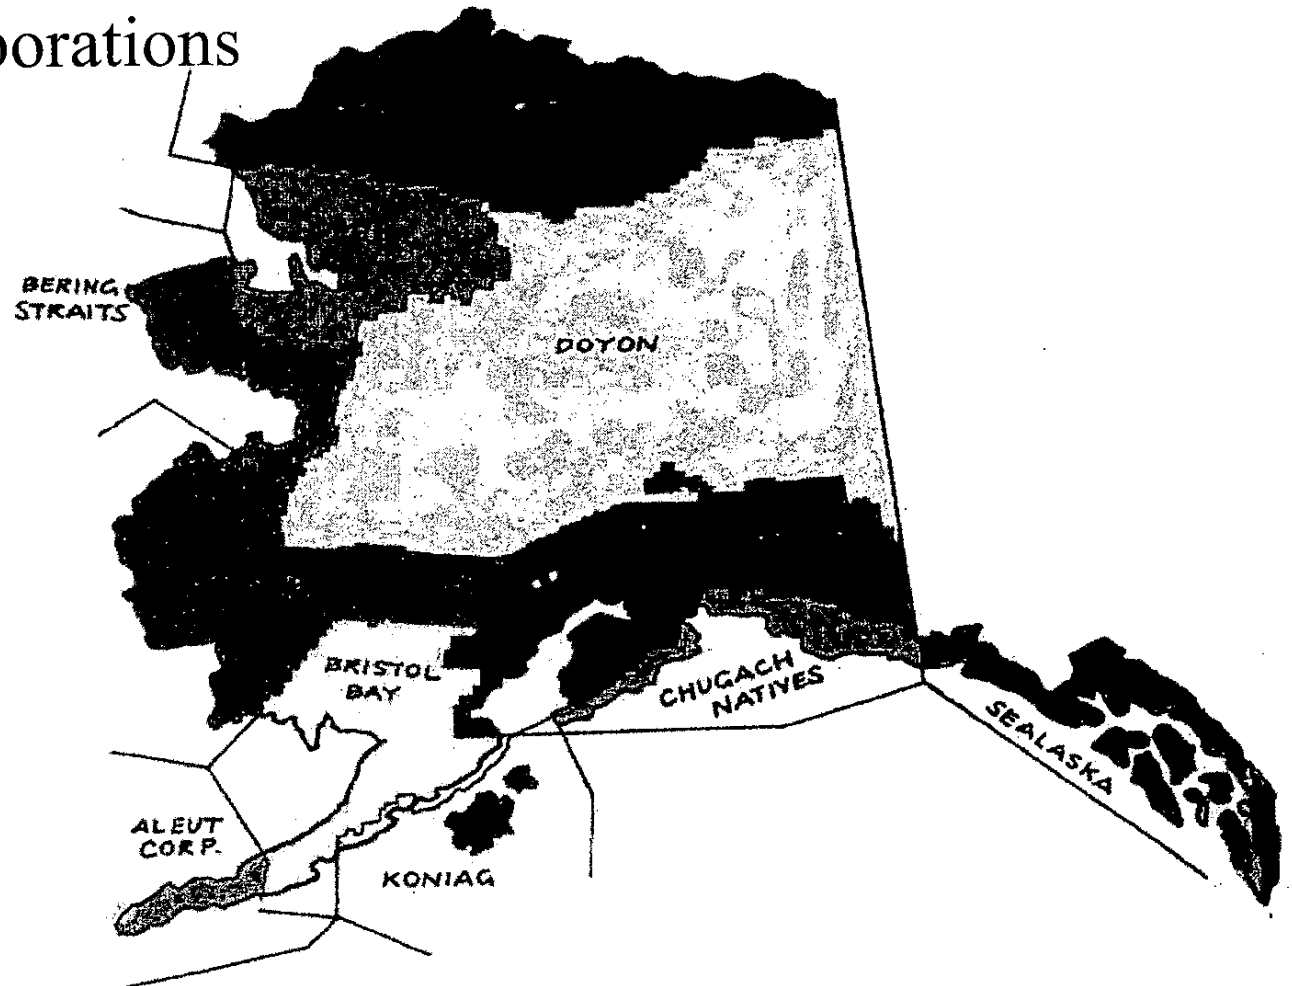 porations
BERING
STRAITS
DOYON
BRISTOL
BAY
CHUGACH
NATIVES
SEALASKA
ALEUT
CORP.
KONIAG